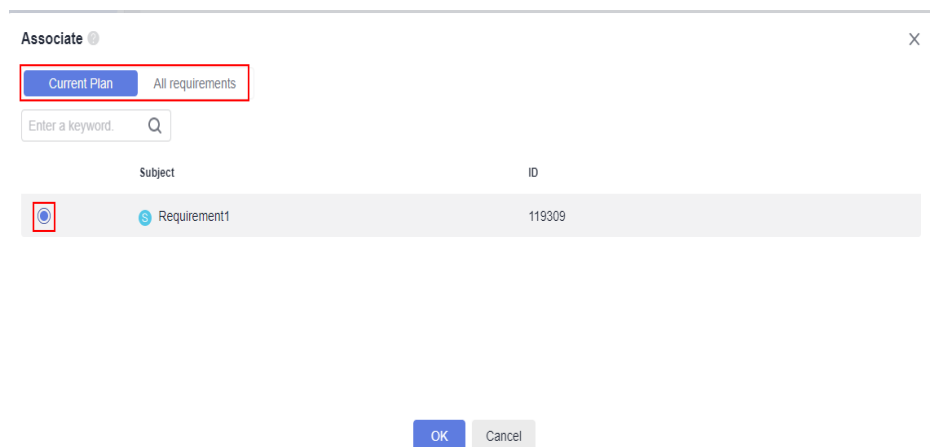 Associate ?
Current Plan All requirements
Enter a keyword.
Subject ID
S Requirement1 119309
OK Cancel